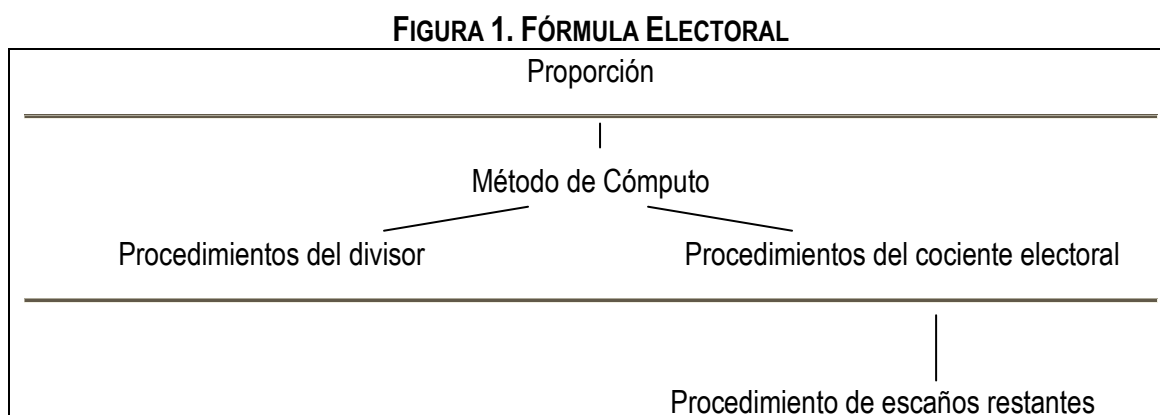 FIGURA 1. FÓRMULA ELECTORAL
Proporción
Método de Cómputo
Procedimientos del divisor Procedimientos del cociente electoral
Procedimiento de escaños restantes